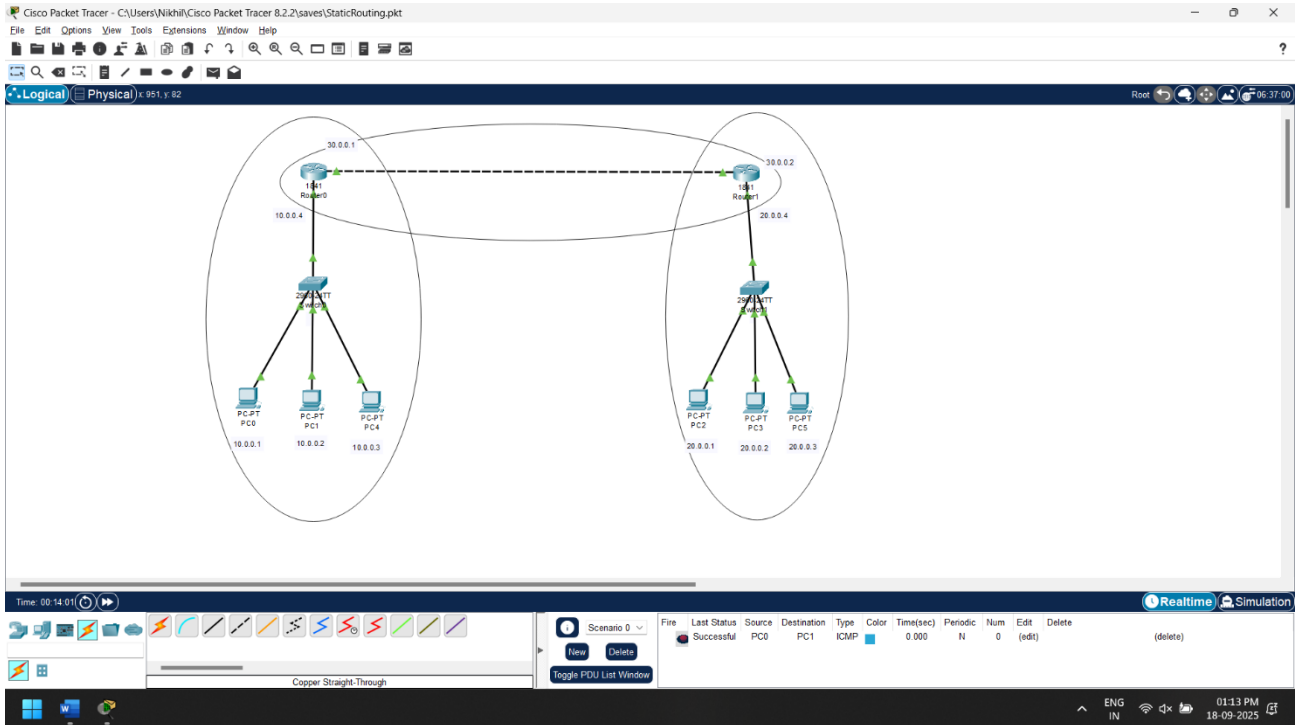 Cisco Packet Tracer - C:\Users\Nikhil\Cisco Packet Tracer 8.2.2\saves\StaticRouting.pkt
File Edit Options View Tools Extensions Window Help
?
Logical Physical x: 951, y: 82 Root 06:37:00
30.0.0.1
30.0.0.2
1841
Router0
1841
Router1
10.0.0.4
20.0.0.4
2960-24TT
2960-24TT
PC-PT
PC0
PC-PT
PC1
PC-PT
PC4
PC-PT
PC2
PC-PT
PC3
PC-PT
PC5
10.0.0.1
10.0.0.2
10.0.0.3
20.0.0.1
20.0.0.2
20.0.0.3
Time: 00:14:01 Realtime Simulation
Scenario 0
New Delete
Toggle PDU List Window
Fire Last Status Source Destination Type Color Time(sec) Periodic Num Edit Delete
Successful PC0 PC1 ICMP 0.000 N 0 (edit) (delete)
Copper Straight-Through
ENG
IN
01:13 PM
18-09-2025